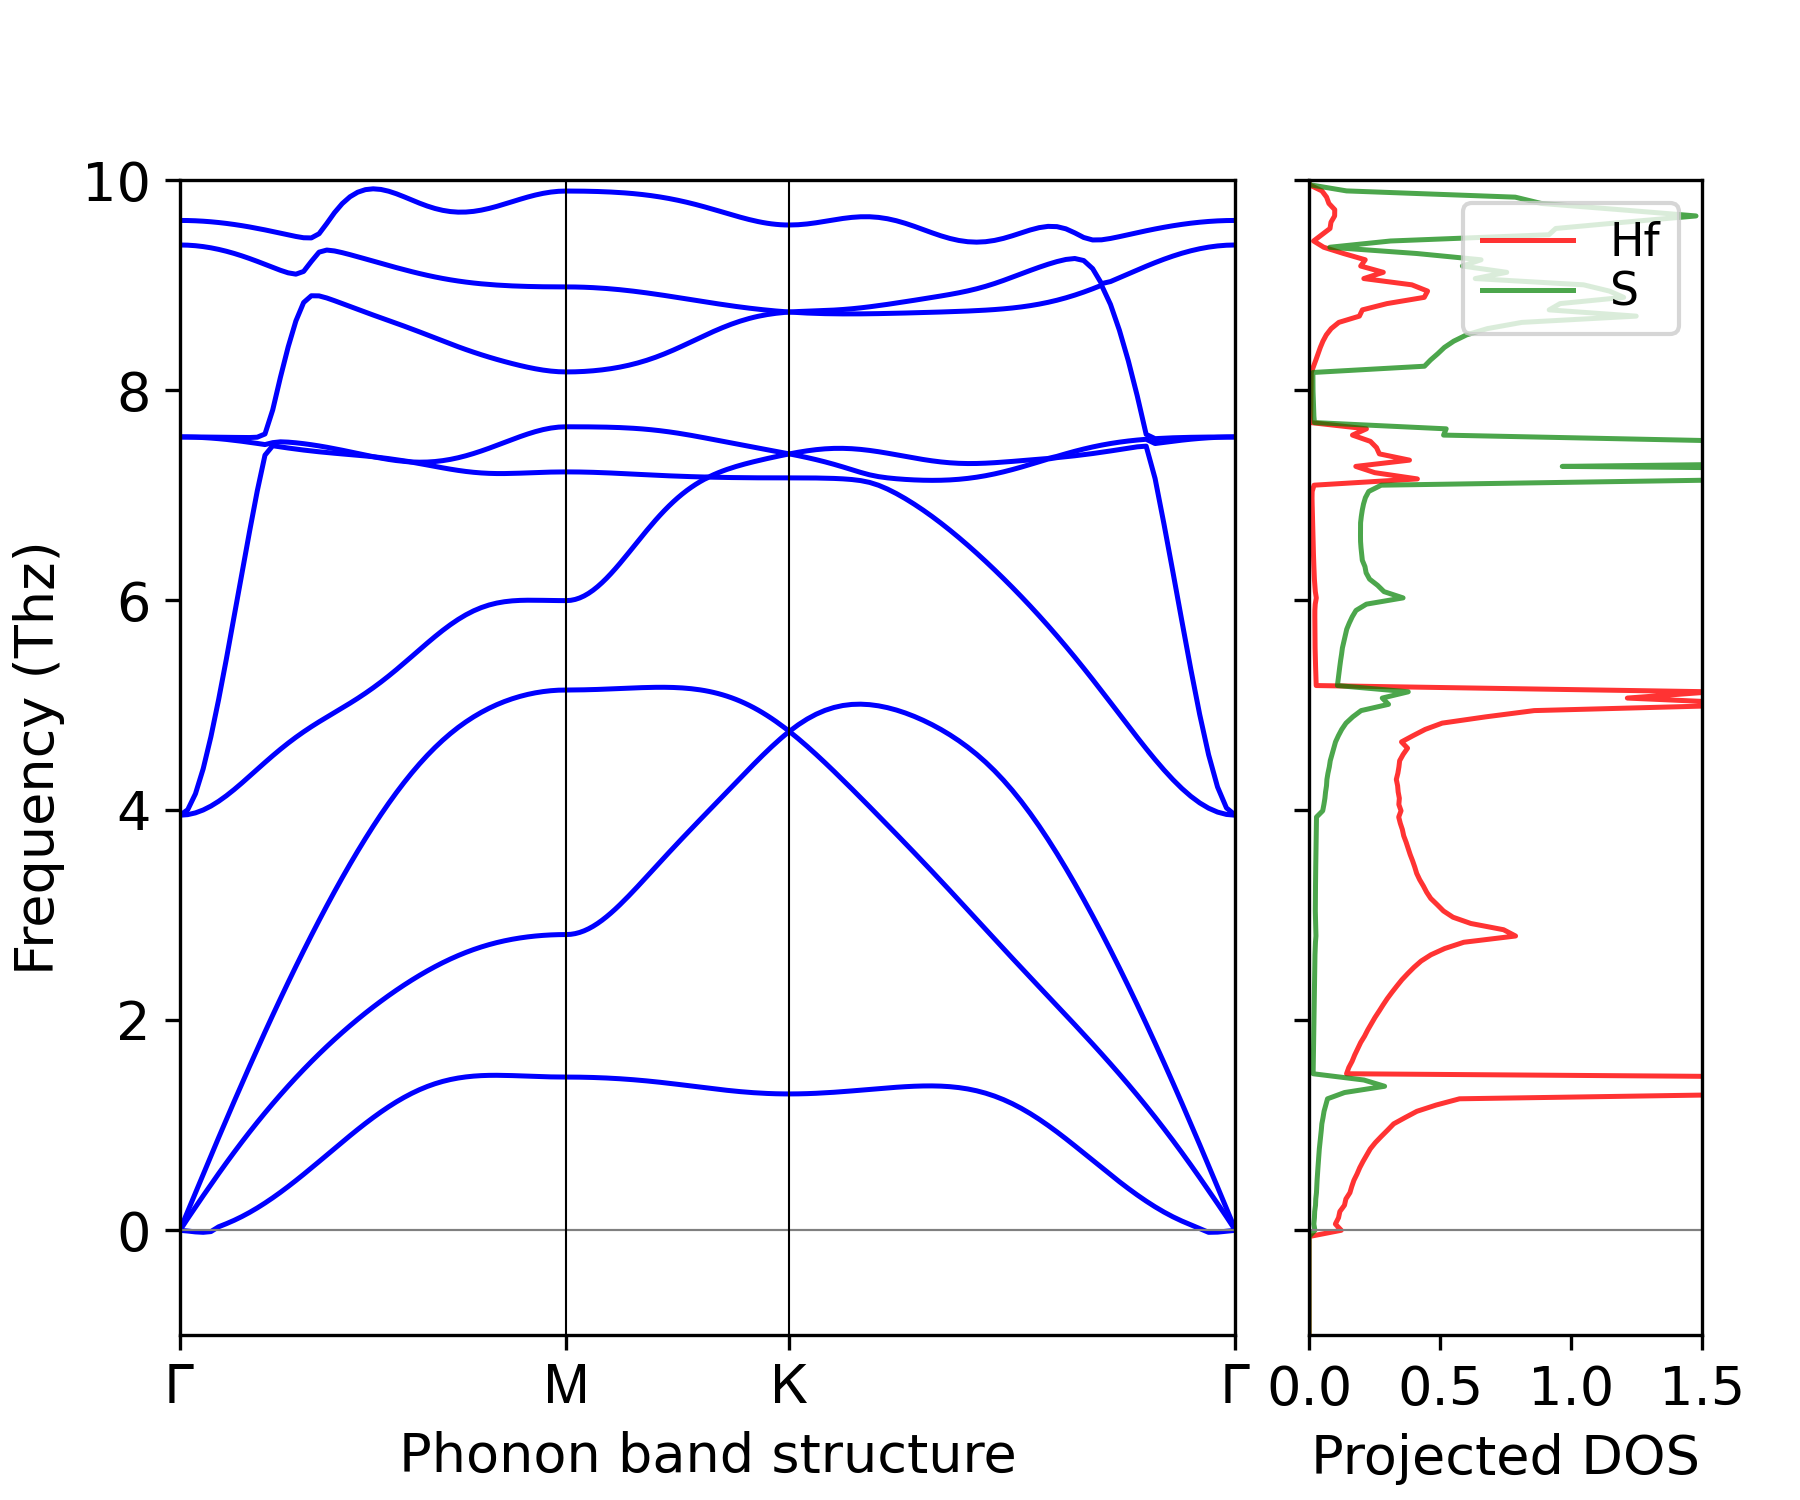 10
8
6
4
2
0
Frequency (Thz)
Γ M K Γ
Phonon band structure
Hf
S
0.0 0.5 1.0 1.5
Projected DOS